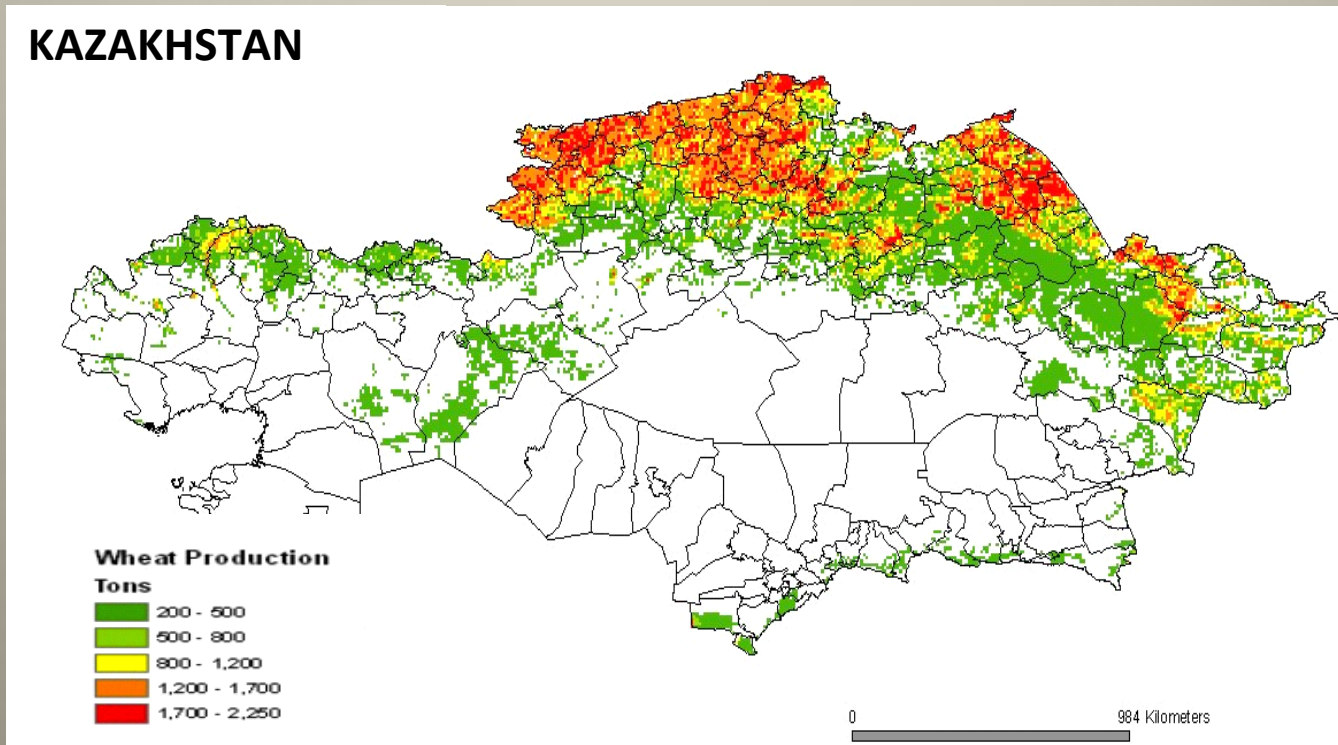 KAZAKHSTAN
Wheat Production
Tons
200 - 500
500 - 800
800 - 1,200
1,200 - 1,700
1,700 - 2,250
0 984 Kilometers